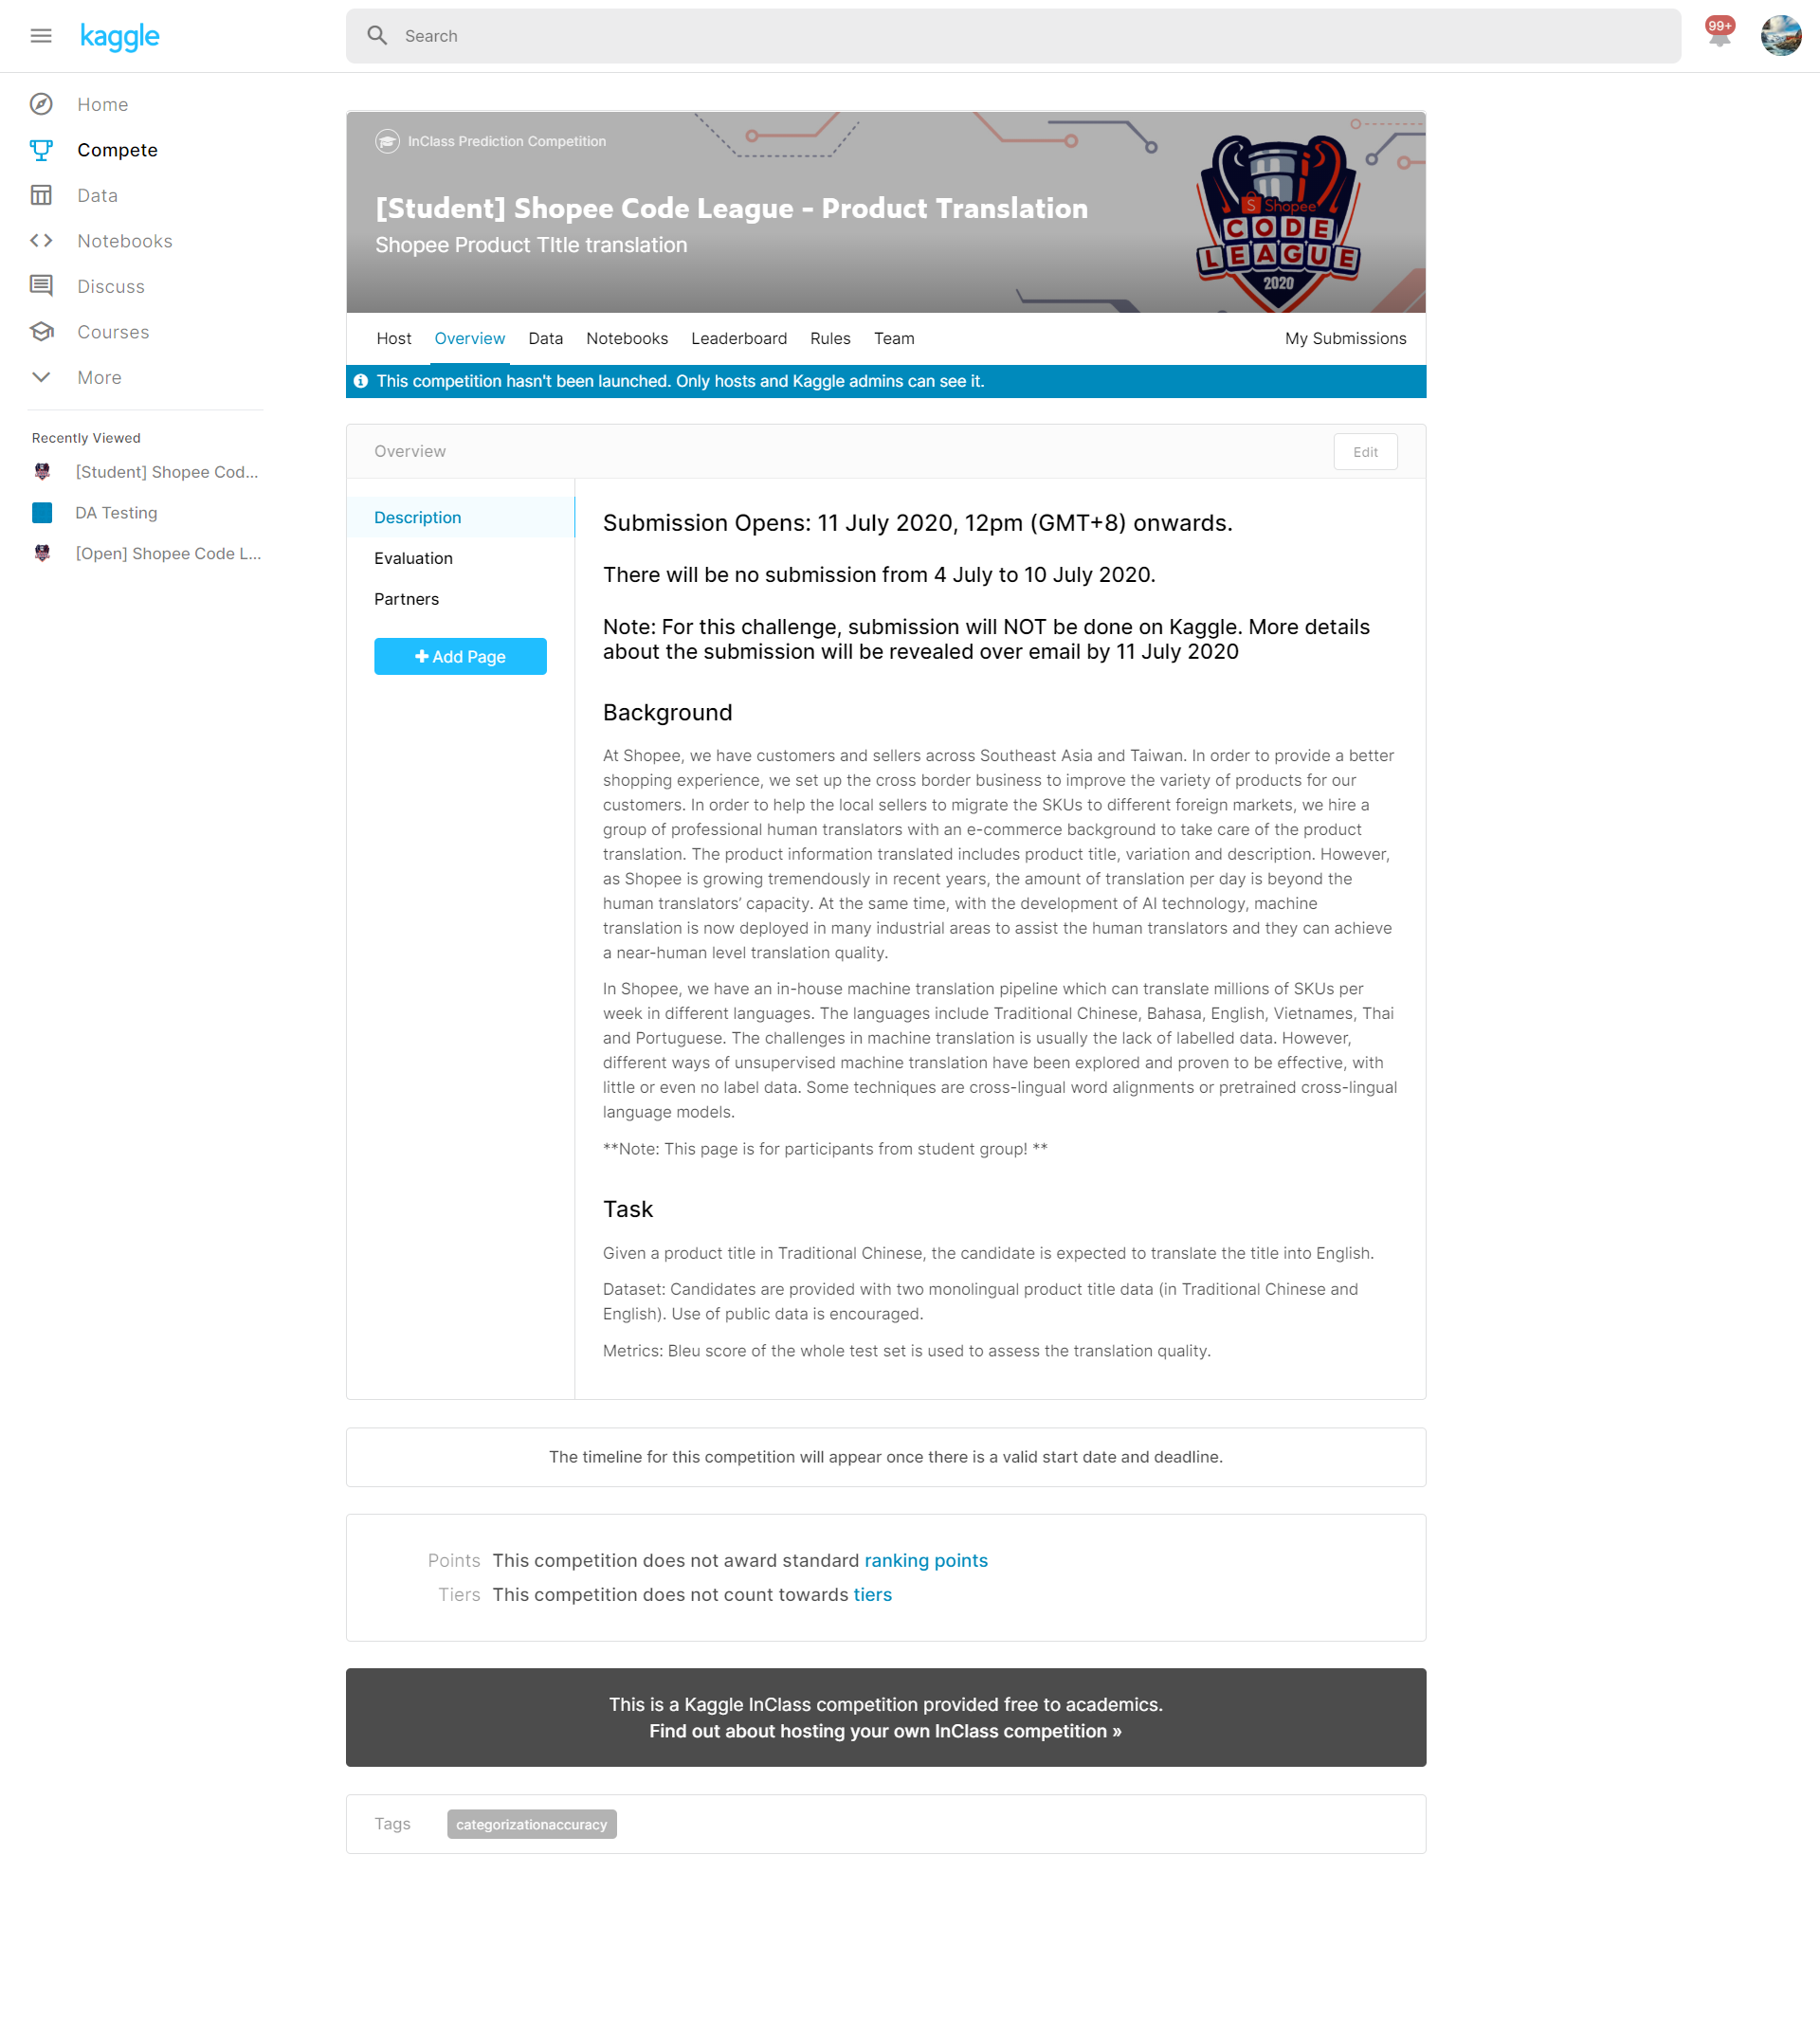 kaggle
Search
99+
Home
Compete
Data
Notebooks
Discuss
Courses
More
Recently Viewed
[Student] Shopee Cod...
DA Testing
[Open] Shopee Code L...
InClass Prediction Competition
[Student] Shopee Code League - Product Translation
Shopee Product TItle translation
Shopee
CODE
LEAGUE
2020
Host Overview Data Notebooks Leaderboard Rules Team My Submissions
This competition hasn't been launched. Only hosts and Kaggle admins can see it.
Overview Edit
Description
Evaluation
Partners
Add Page
Submission Opens: 11 July 2020, 12pm (GMT+8) onwards.
There will be no submission from 4 July to 10 July 2020.
Note: For this challenge, submission will NOT be done on Kaggle. More details
about the submission will be revealed over email by 11 July 2020
Background
At Shopee, we have customers and sellers across Southeast Asia and Taiwan. In order to provide a better
shopping experience, we set up the cross border business to improve the variety of products for our
customers. In order to help the local sellers to migrate the SKUs to different foreign markets, we hire a
group of professional human translators with an e-commerce background to take care of the product
translation. The product information translated includes product title, variation and description. However,
as Shopee is growing tremendously in recent years, the amount of translation per day is beyond the
human translators’ capacity. At the same time, with the development of AI technology, machine
translation is now deployed in many industrial areas to assist the human translators and they can achieve
a near-human level translation quality.
In Shopee, we have an in-house machine translation pipeline which can translate millions of SKUs per
week in different languages. The languages include Traditional Chinese, Bahasa, English, Vietnames, Thai
and Portuguese. The challenges in machine translation is usually the lack of labelled data. However,
different ways of unsupervised machine translation have been explored and proven to be effective, with
little or even no label data. Some techniques are cross-lingual word alignments or pretrained cross-lingual
language models.
**Note: This page is for participants from student group! **
Task
Given a product title in Traditional Chinese, the candidate is expected to translate the title into English.
Dataset: Candidates are provided with two monolingual product title data (in Traditional Chinese and
English). Use of public data is encouraged.
Metrics: Bleu score of the whole test set is used to assess the translation quality.
The timeline for this competition will appear once there is a valid start date and deadline.
Points This competition does not award standard ranking points
Tiers This competition does not count towards tiers
This is a Kaggle InClass competition provided free to academics.
Find out about hosting your own InClass competition »
Tags categorizationaccuracy